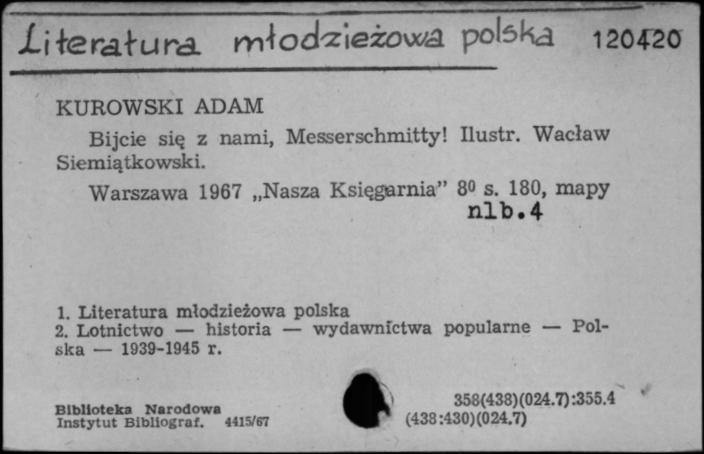 Literatura młodzieżowa polska 120420
KUROWSKI ADAM
Bijcie się z nami, Messerschmitty! Ilustr. Wacław
Siemiątkowski.
Warszawa 1967 „Nasza Księgarnia” 8⁰ s. 180, mapy
nlb.4
1. Literatura młodzieżowa polska
2. Lotnictwo — historia — wydawnictwa popularne — Pol-
ska — 1939-1945 r.
358(438)(024.7):355.4
Biblioteka Narodowa
Instytut Bibliograf. 4415/67 (438:430)(024.7)